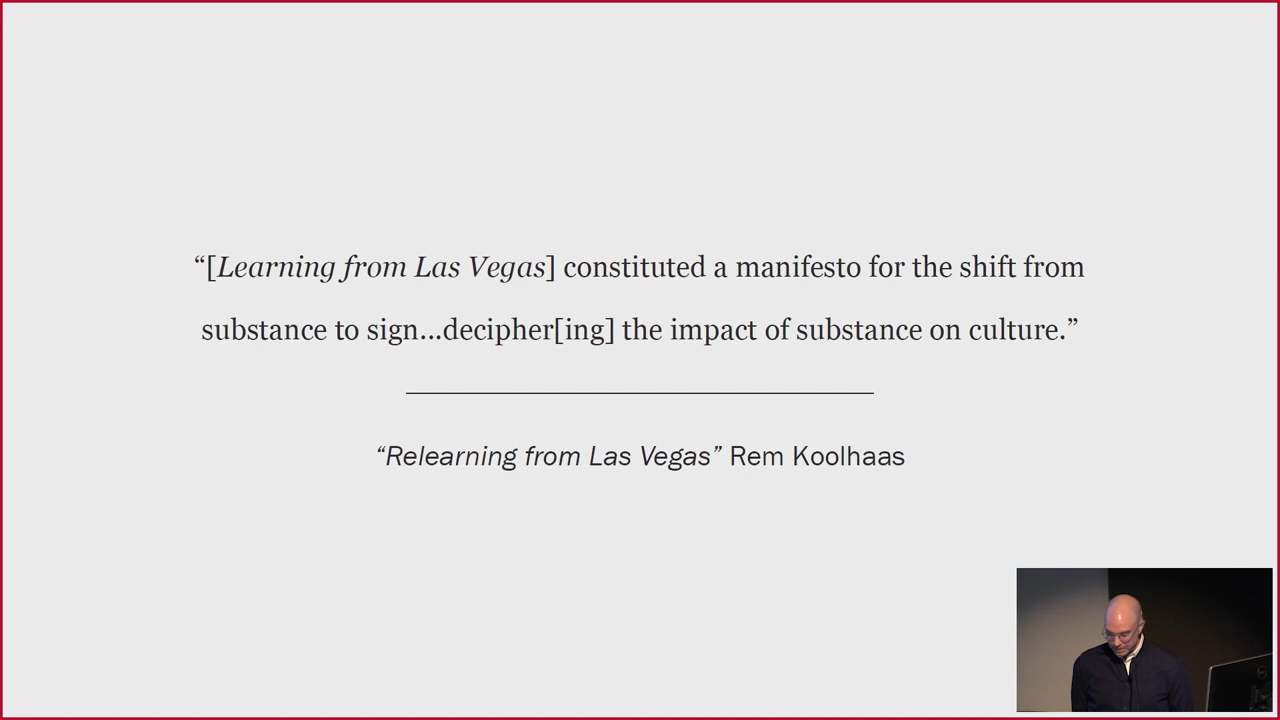 “[Learning from Las Vegas] constituted a manifesto for the shift from
substance to sign...decipher[ing] the impact of substance on culture.”
“Relearning from Las Vegas” Rem Koolhaas